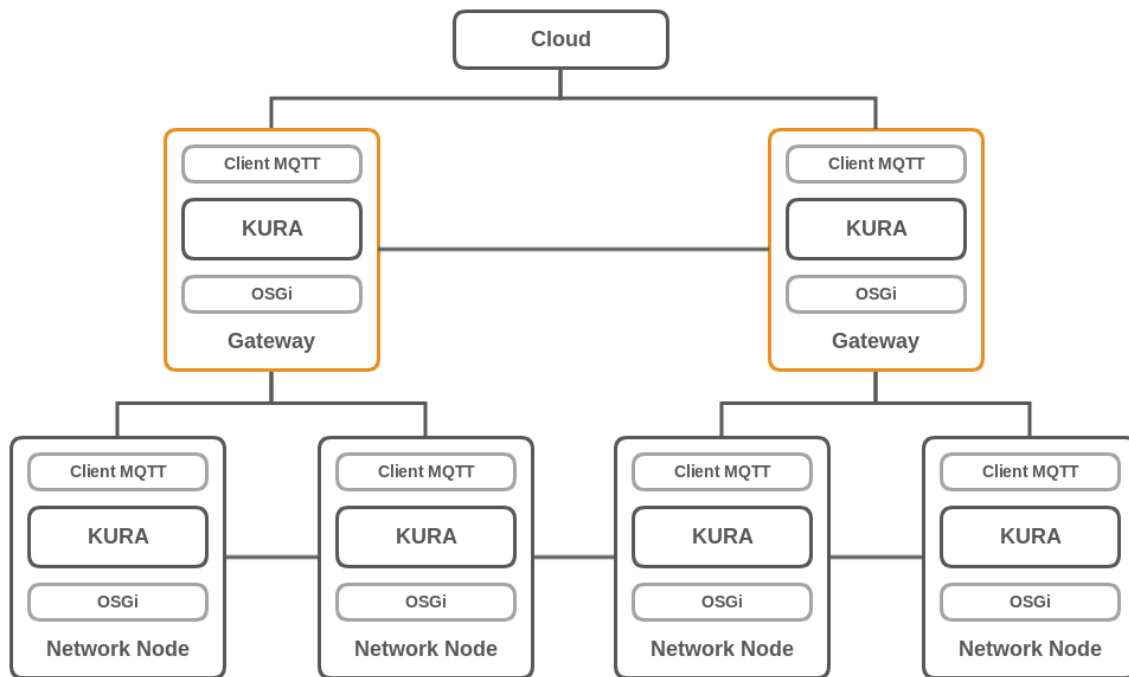 Cloud
Client MQTT
KURA
OSGi
Gateway
Client MQTT
KURA
OSGi
Gateway
Client MQTT
KURA
OSGi
Network Node
Client MQTT
KURA
OSGi
Network Node
Client MQTT
KURA
OSGi
Network Node
Client MQTT
KURA
OSGi
Network Node